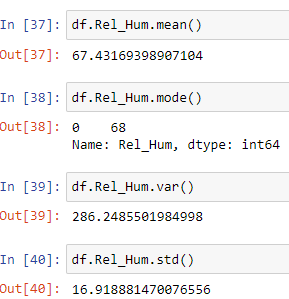 In [37]: df.Rel_Hum.mean()
Out[37]: 67.43169398907104
In [38]: df.Rel_Hum.mode()
Out[38]: 0    68
Name: Rel_Hum, dtype: int64
In [39]: df.Rel_Hum.var()
Out[39]: 286.2485501984998
In [40]: df.Rel_Hum.std()
Out[40]: 16.918881470076556